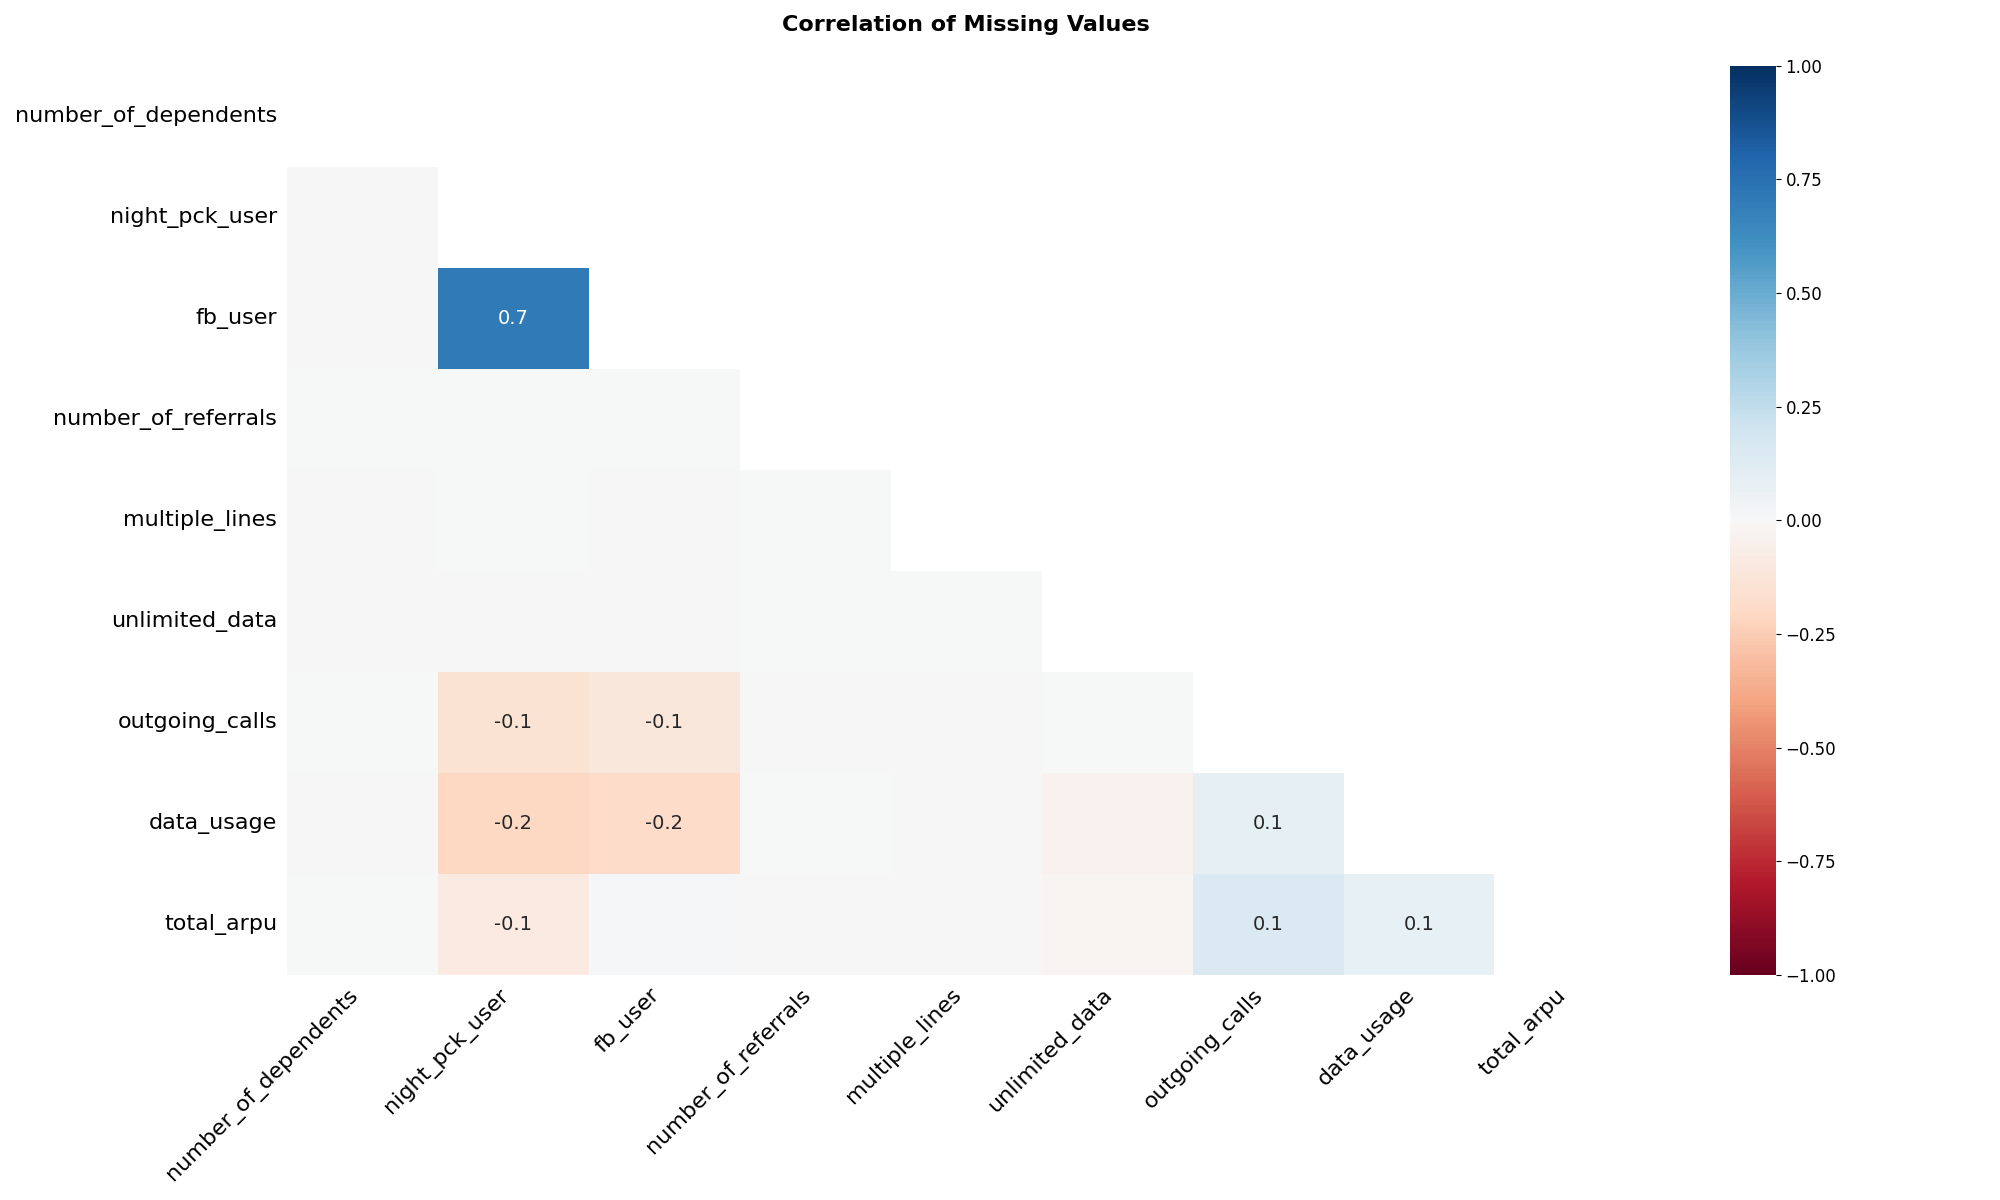 Correlation of Missing Values
number_of_dependents
night_pck_user
fb_user
0.7
number_of_referrals
multiple_lines
unlimited_data
outgoing_calls
-0.1
-0.1
data_usage
-0.2
-0.2
0.1
total_arpu
-0.1
0.1
0.1
number_of_dependents
night_pck_user
fb_user
number_of_referrals
multiple_lines
unlimited_data
outgoing_calls
data_usage
total_arpu
1.00
0.75
0.50
0.25
0.00
−0.25
−0.50
−0.75
−1.00